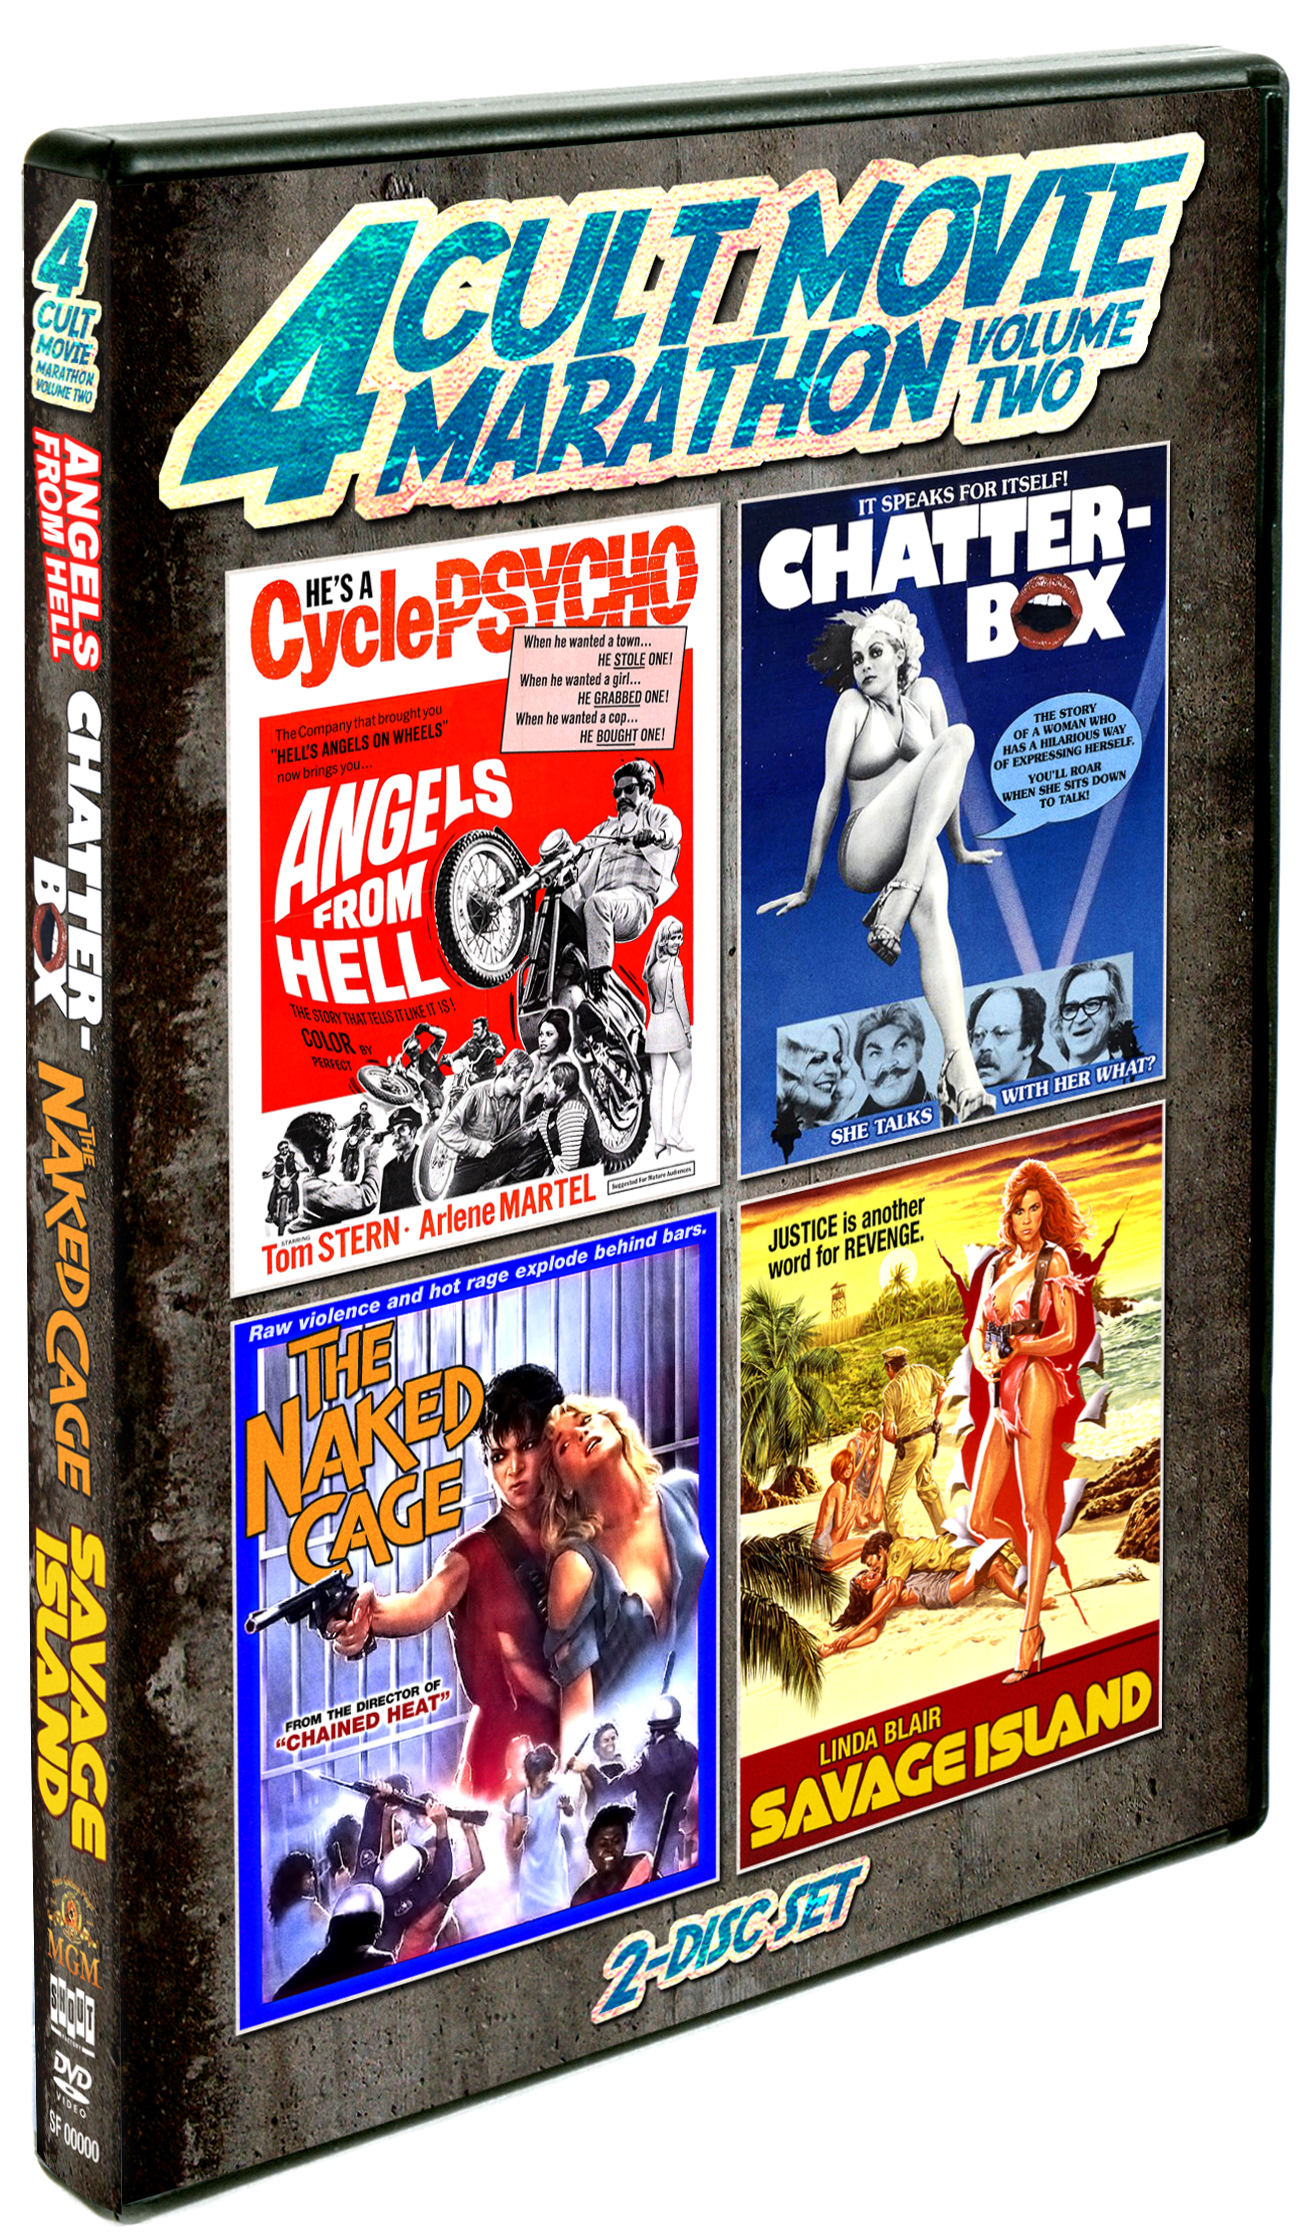 4 CULT MOVIE
MARATHON VOLUME
TWO
HE'S A
CyclePSYCHO
When he wanted a town...
HE STOLE ONE!
When he wanted a girl...
HE GRABBED ONE!
When he wanted a cop...
HE BOUGHT ONE!
The Company that brought you
"HELL'S ANGELS ON WHEELS"
now brings you...
ANGELS
FROM
HELL
THE STORY THAT TELLS IT LIKE IT IS!
COLOR BY
PERFECT
STARRING
Tom STERN · Arlene MARTEL
Suggested For Mature Audiences
IT SPEAKS FOR ITSELF!
CHATTER-
BOX
THE STORY
OF A WOMAN WHO
HAS A HILARIOUS WAY
OF EXPRESSING HERSELF.
YOU'LL ROAR
WHEN SHE SITS DOWN
TO TALK!
SHE TALKS
WITH HER WHAT?
Raw violence and hot rage explode behind bars.
THE
NAKED
CAGE
FROM THE DIRECTOR OF
"CHAINED HEAT"
JUSTICE is another
word for REVENGE.
LINDA BLAIR
SAVAGE ISLAND
2-DISC SET
4
CULT
MOVIE
MARATHON
VOLUME TWO
ANGELS
FROM HELL
CHATTER-
BOX
THE
NAKED CAGE
SAVAGE
ISLAND
MGM
SHOUT
FACTORY
DVD
VIDEO
SF 00000